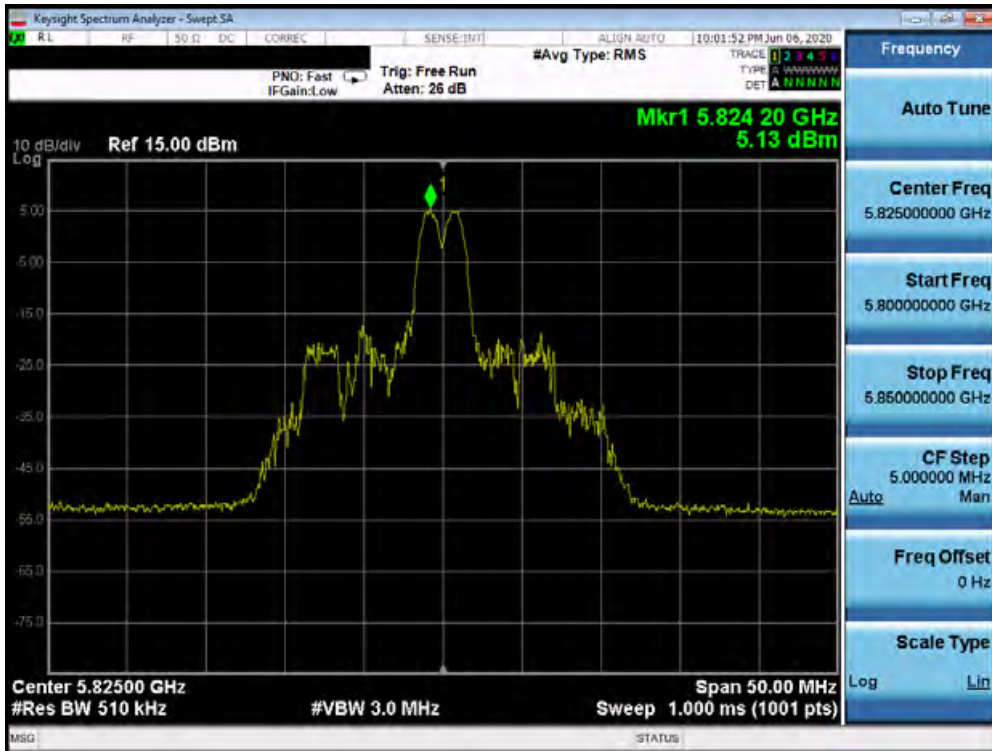 Keysight Spectrum Analyzer - Swept SA
RL RF 50 Ω DC CORREC SENSE:INT ALIGN AUTO 10:01:52 PM Jun 06, 2020
#Avg Type: RMS
TRACE 1 2 3 4 5 6
PNO: Fast Trig: Free Run
TYPE A WWWWW
IFGain:Low Atten: 26 dB
DET A N N N N N
Mkr1 5.824 20 GHz
5.13 dBm
10 dB/div Ref 15.00 dBm
Log
1
5.00
-5.00
-15.0
-25.0
-35.0
-45.0
-55.0
-65.0
-75.0
Center 5.82500 GHz Span 50.00 MHz
#Res BW 510 kHz #VBW 3.0 MHz Sweep 1.000 ms (1001 pts)
MSG STATUS
Frequency
Auto Tune
Center Freq
5.825000000 GHz
Start Freq
5.800000000 GHz
Stop Freq
5.850000000 GHz
CF Step
5.000000 MHz
Auto Man
Freq Offset
0 Hz
Scale Type
Log Lin